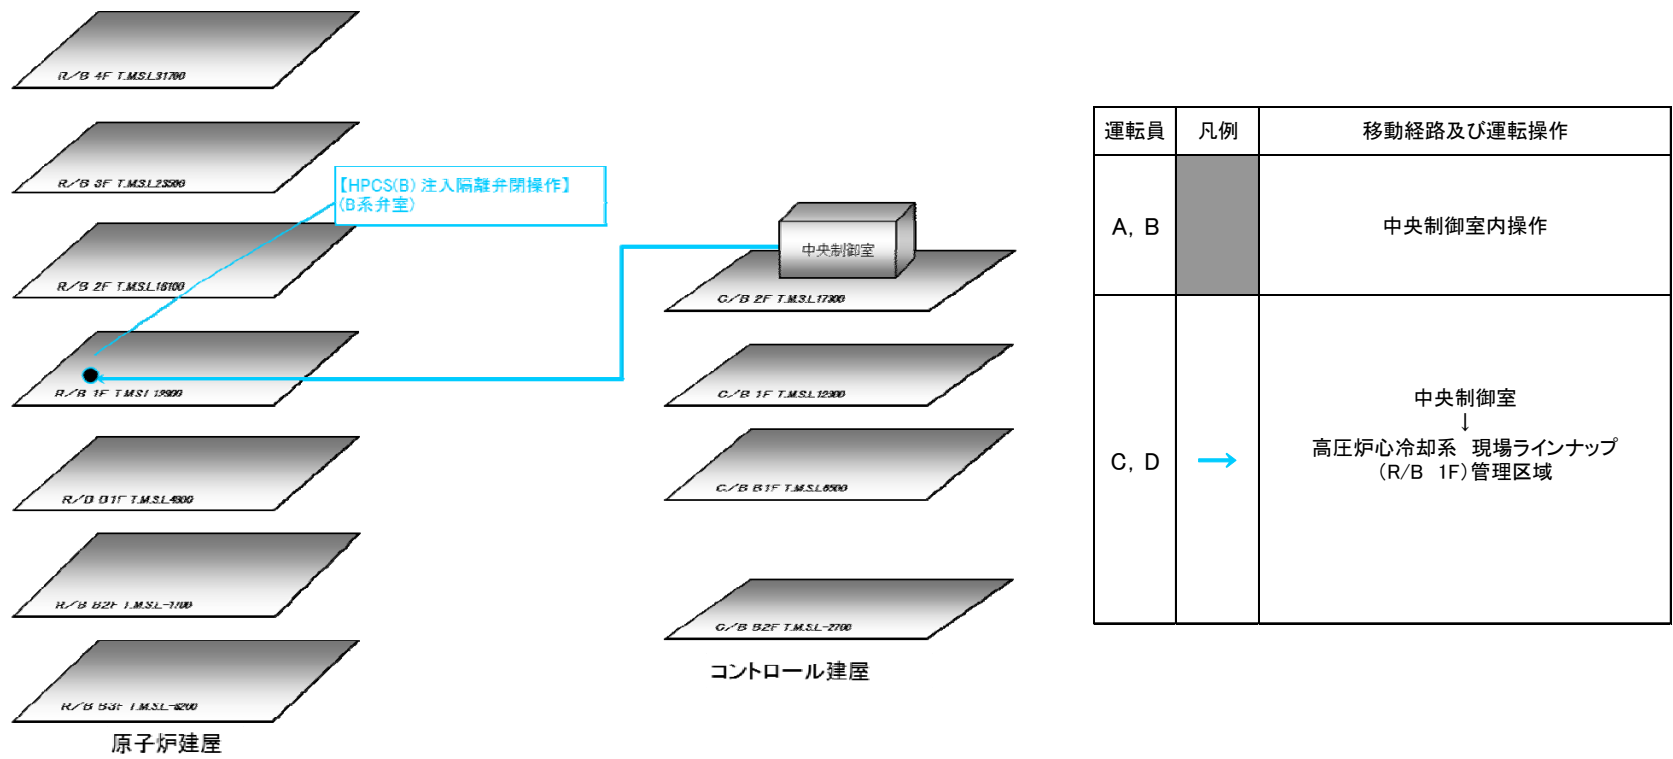 R/B 4F T.M.S.L.31700
R/B 3F T.M.S.L.23500
【HPCS(B) 注入隔離弁閉操作】
(B系弁室)
R/B 2F T.M.S.L.18100
R/B 1F T.M.S.L.12300
R/B B1F T.M.S.L.4800
R/B B2F T.M.S.L.-1700
R/B B3F T.M.S.L.-8200
原子炉建屋
中央制御室
C/B 2F T.M.S.L.17300
C/B 1F T.M.S.L.12300
C/B B1F T.M.S.L.6500
C/B B2F T.M.S.L.-2700
コントロール建屋
運転員 凡例 移動経路及び運転操作
A, B 中央制御室内操作
中央制御室
↓
C, D → 高圧炉心冷却系 現場ラインナップ
(R/B 1F)管理区域